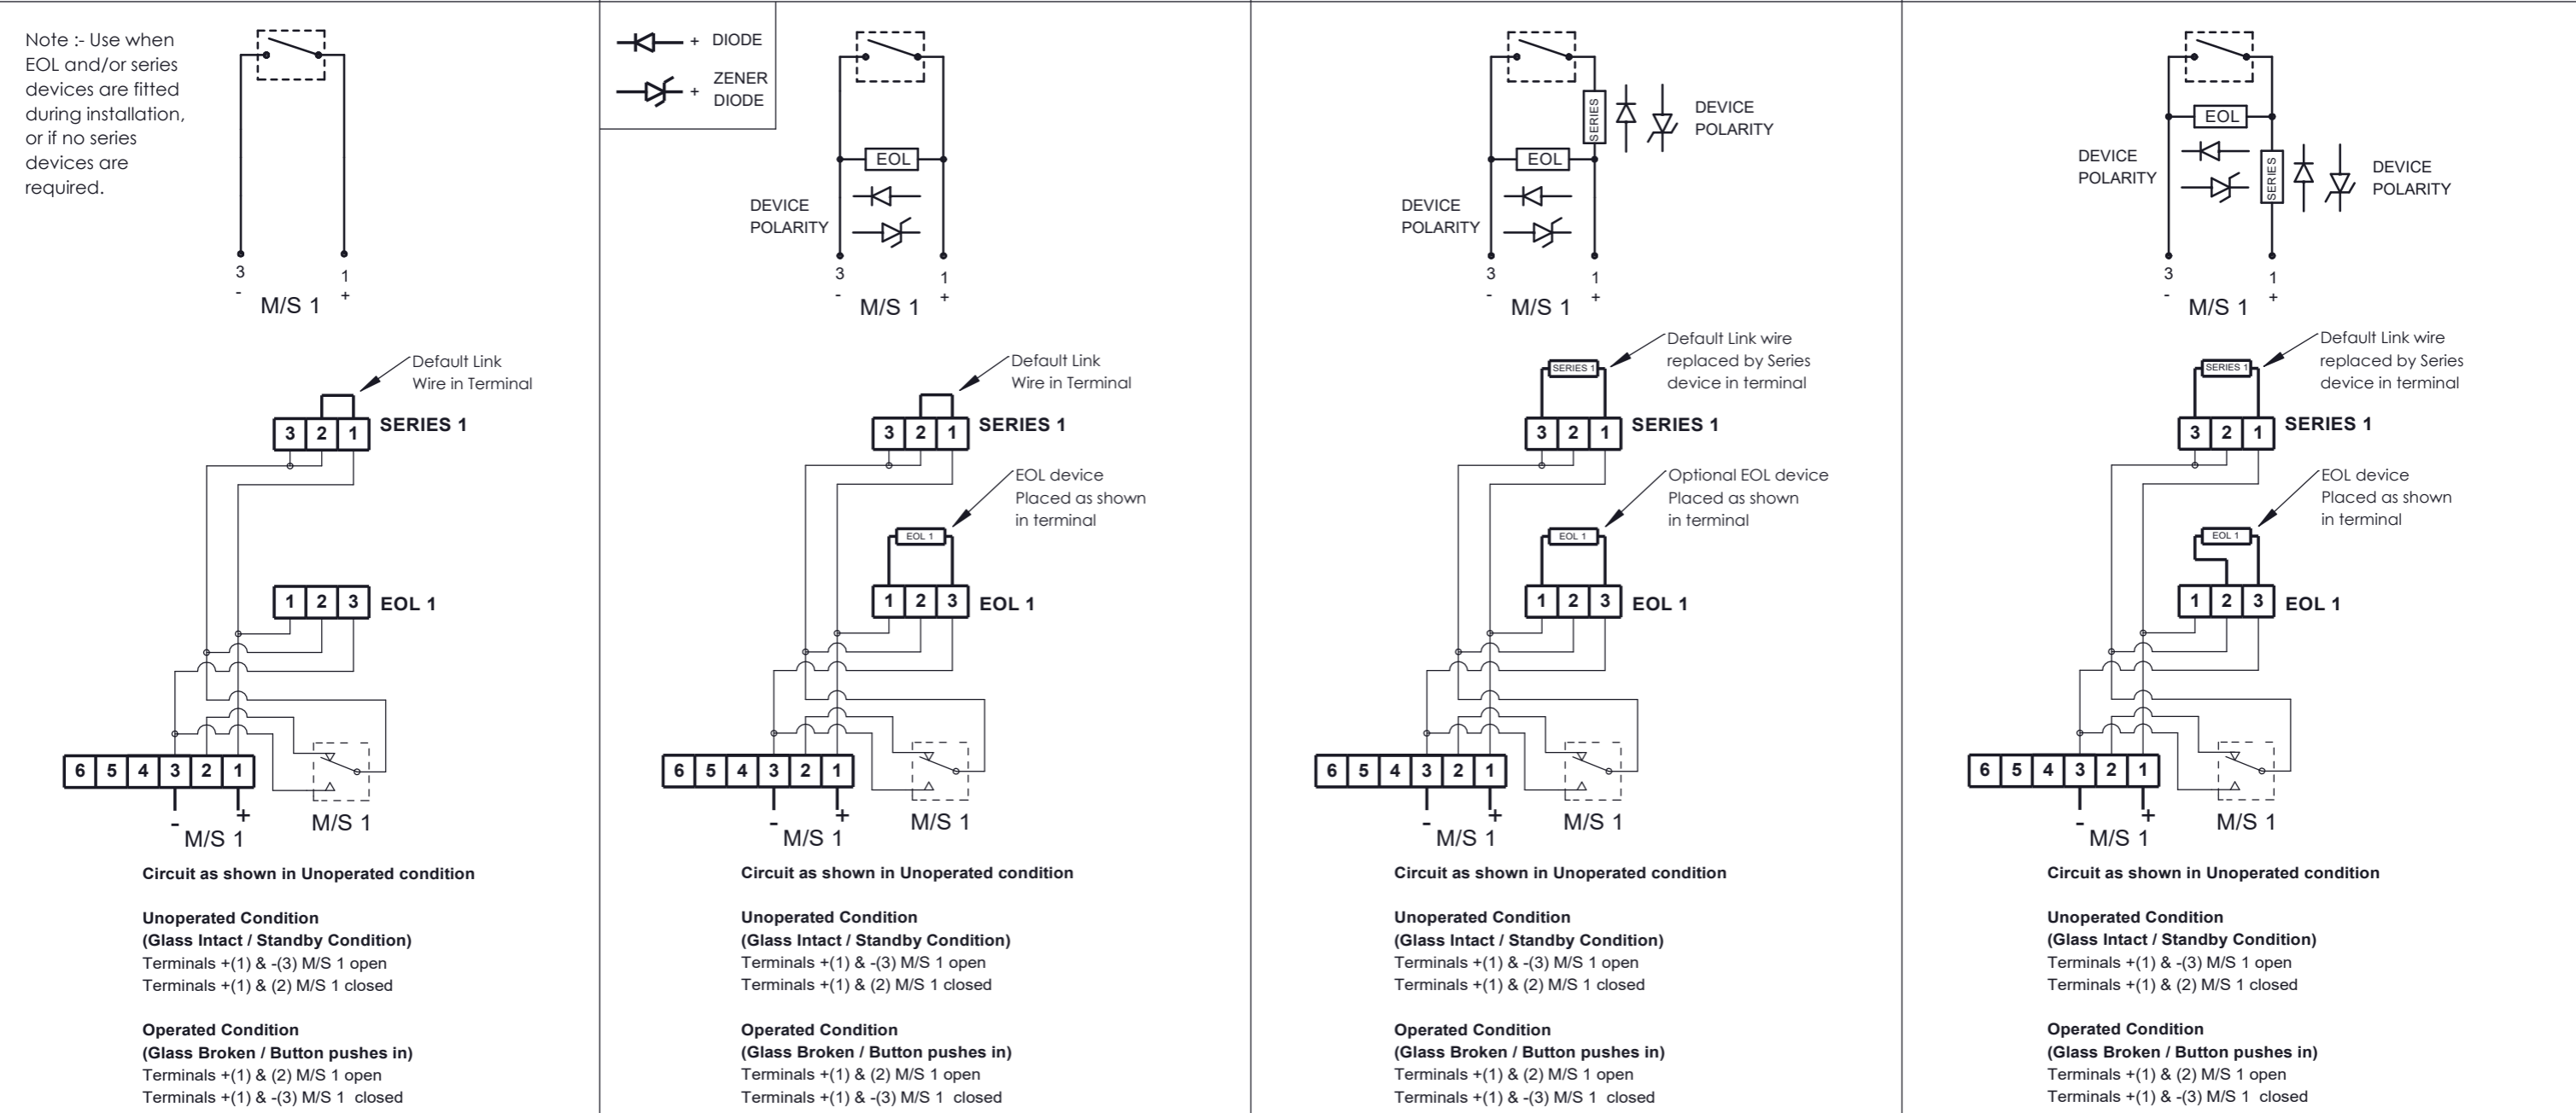 Note :- Use when
EOL and/or series
devices are fitted
during installation,
or if no series
devices are
required.
3
1
-
+
M/S 1
Default Link
Wire in Terminal
3 2 1
SERIES 1
1 2 3
EOL 1
6 5 4 3 2 1
-
+
M/S 1
M/S 1
Circuit as shown in Unoperated condition
Unoperated Condition
(Glass Intact / Standby Condition)
Terminals +(1) & -(3) M/S 1 open
Terminals +(1) & (2) M/S 1 closed
Operated Condition
(Glass Broken / Button pushes in)
Terminals +(1) & (2) M/S 1 open
Terminals +(1) & -(3) M/S 1 closed
+ DIODE
+ ZENER
DIODE
EOL
DEVICE
POLARITY
3
1
-
+
M/S 1
Default Link
Wire in Terminal
3 2 1
SERIES 1
EOL device
Placed as shown
in terminal
EOL 1
1 2 3
EOL 1
6 5 4 3 2 1
-
+
M/S 1
M/S 1
Circuit as shown in Unoperated condition
Unoperated Condition
(Glass Intact / Standby Condition)
Terminals +(1) & -(3) M/S 1 open
Terminals +(1) & (2) M/S 1 closed
Operated Condition
(Glass Broken / Button pushes in)
Terminals +(1) & (2) M/S 1 open
Terminals +(1) & -(3) M/S 1 closed
SERIES
DEVICE
POLARITY
EOL
DEVICE
POLARITY
3
1
-
+
M/S 1
Default Link wire
replaced by Series
device in terminal
SERIES 1
3 2 1
SERIES 1
Optional EOL device
Placed as shown
in terminal
EOL 1
1 2 3
EOL 1
6 5 4 3 2 1
-
+
M/S 1
M/S 1
Circuit as shown in Unoperated condition
Unoperated Condition
(Glass Intact / Standby Condition)
Terminals +(1) & -(3) M/S 1 open
Terminals +(1) & (2) M/S 1 closed
Operated Condition
(Glass Broken / Button pushes in)
Terminals +(1) & (2) M/S 1 open
Terminals +(1) & -(3) M/S 1 closed
EOL
DEVICE
POLARITY
SERIES
DEVICE
POLARITY
3
1
-
+
M/S 1
Default Link wire
replaced by Series
device in terminal
SERIES 1
3 2 1
SERIES 1
EOL device
Placed as shown
in terminal
EOL 1
1 2 3
EOL 1
6 5 4 3 2 1
-
+
M/S 1
M/S 1
Circuit as shown in Unoperated condition
Unoperated Condition
(Glass Intact / Standby Condition)
Terminals +(1) & -(3) M/S 1 open
Terminals +(1) & (2) M/S 1 closed
Operated Condition
(Glass Broken / Button pushes in)
Terminals +(1) & (2) M/S 1 open
Terminals +(1) & -(3) M/S 1 closed